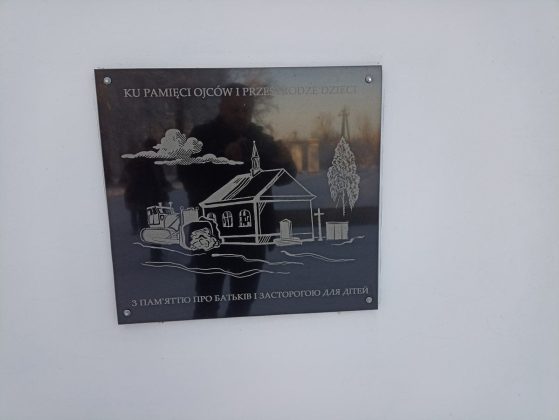 KU PAMIĘCI OJCÓW I PRZESTRODZE DZIECI
З ПАМ'ЯТТЮ ПРО БАТЬКІВ І ЗАСТОРОГОЮ ДЛЯ ДІТЕЙ